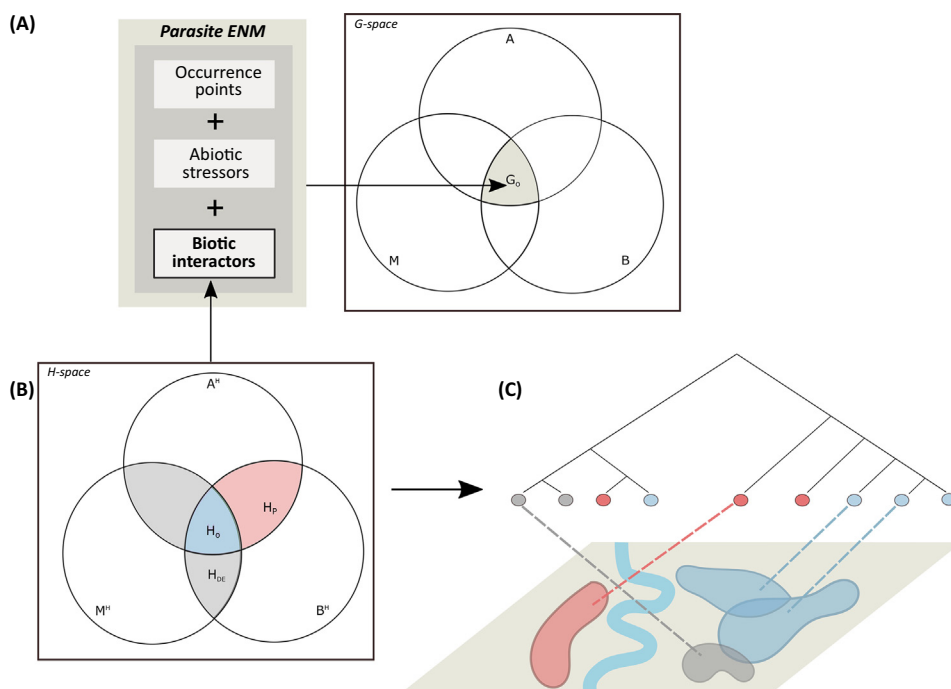 (A)
Parasite ENM
Occurrence
points
+
Abiotic
stressors
+
Biotic
interactors
G-space
A
G₀
M
B
(B)
H-space
Aᴴ
Hₚ
H₀
H_DE
Mᴴ
Bᴴ
(C)